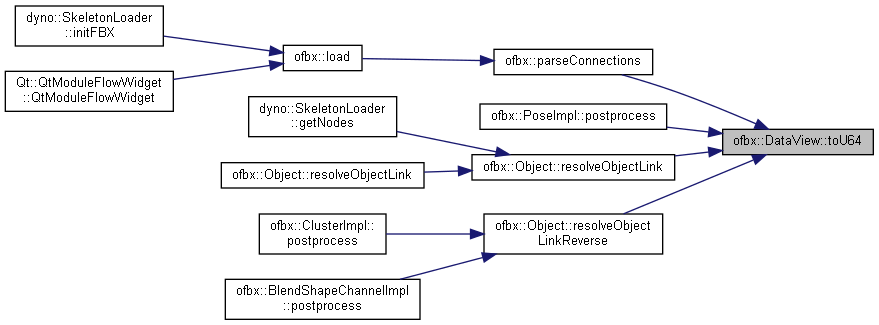 dyno::SkeletonLoader
::initFBX
ofbx::load
ofbx::parseConnections
Qt::QtModuleFlowWidget
::QtModuleFlowWidget
dyno::SkeletonLoader
::getNodes
ofbx::PoseImpl::postprocess
ofbx::DataView::toU64
ofbx::Object::resolveObjectLink
ofbx::Object::resolveObjectLink
ofbx::ClusterImpl::
postprocess
ofbx::Object::resolveObject
LinkReverse
ofbx::BlendShapeChannelImpl
::postprocess